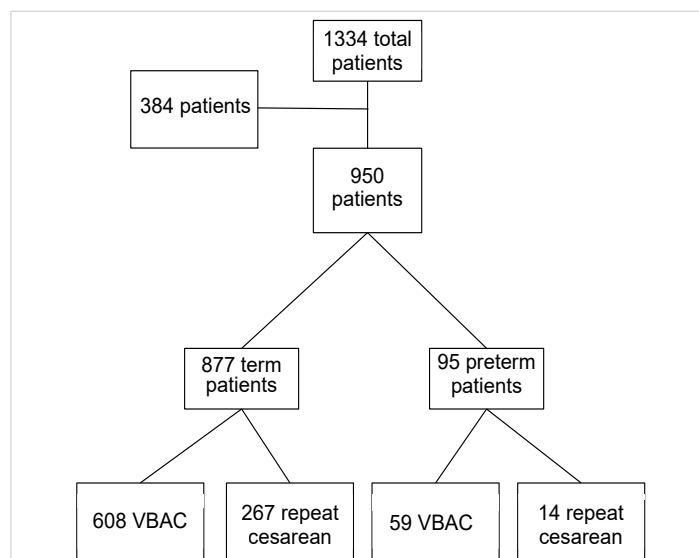 1334 total
patients
384 patients
950
patients
877 term
patients
95 preterm
patients
608 VBAC
267 repeat
cesarean
59 VBAC
14 repeat
cesarean